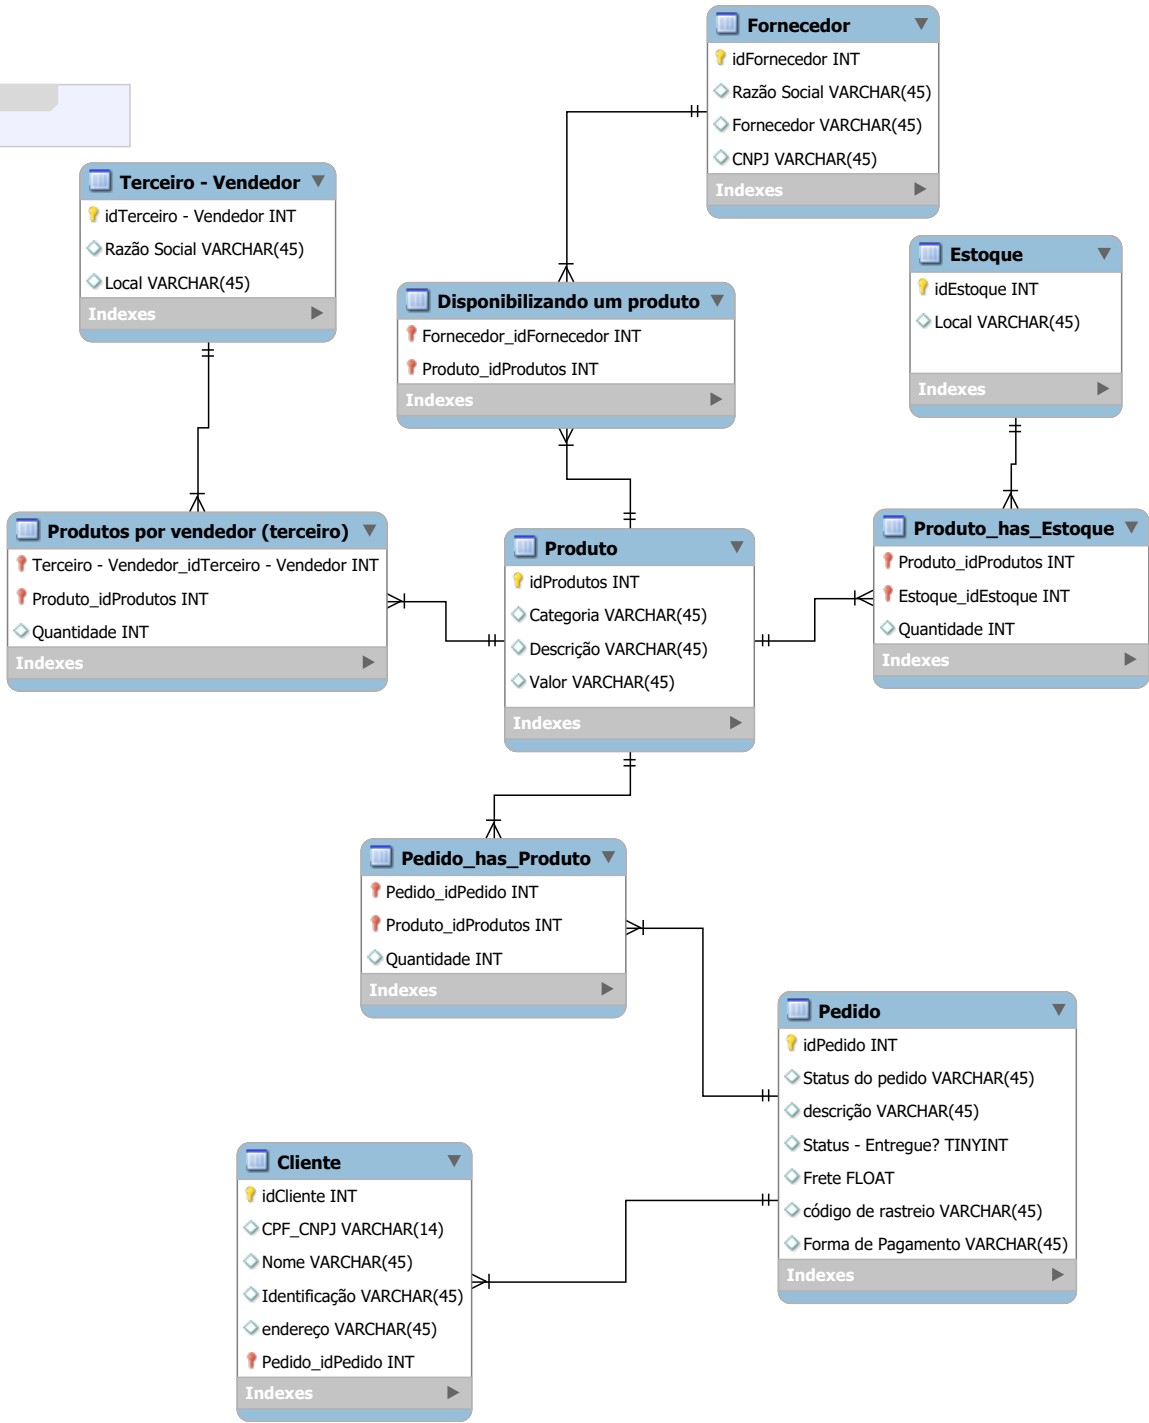 Fornecedor
idFornecedor INT
Razão Social VARCHAR(45)
Fornecedor VARCHAR(45)
CNPJ VARCHAR(45)
Indexes
Terceiro - Vendedor
idTerceiro - Vendedor INT
Razão Social VARCHAR(45)
Local VARCHAR(45)
Indexes
Estoque
idEstoque INT
Local VARCHAR(45)
Indexes
Disponibilizando um produto
Fornecedor_idFornecedor INT
Produto_idProdutos INT
Indexes
Produtos por vendedor (terceiro)
Terceiro - Vendedor_idTerceiro - Vendedor INT
Produto_idProdutos INT
Quantidade INT
Indexes
Produto
idProdutos INT
Categoria VARCHAR(45)
Descrição VARCHAR(45)
Valor VARCHAR(45)
Indexes
Produto_has_Estoque
Produto_idProdutos INT
Estoque_idEstoque INT
Quantidade INT
Indexes
Pedido_has_Produto
Pedido_idPedido INT
Produto_idProdutos INT
Quantidade INT
Indexes
Pedido
idPedido INT
Status do pedido VARCHAR(45)
descrição VARCHAR(45)
Status - Entregue? TINYINT
Frete FLOAT
código de rastreio VARCHAR(45)
Forma de Pagamento VARCHAR(45)
Indexes
Cliente
idCliente INT
CPF_CNPJ VARCHAR(14)
Nome VARCHAR(45)
Identificação VARCHAR(45)
endereço VARCHAR(45)
Pedido_idPedido INT
Indexes